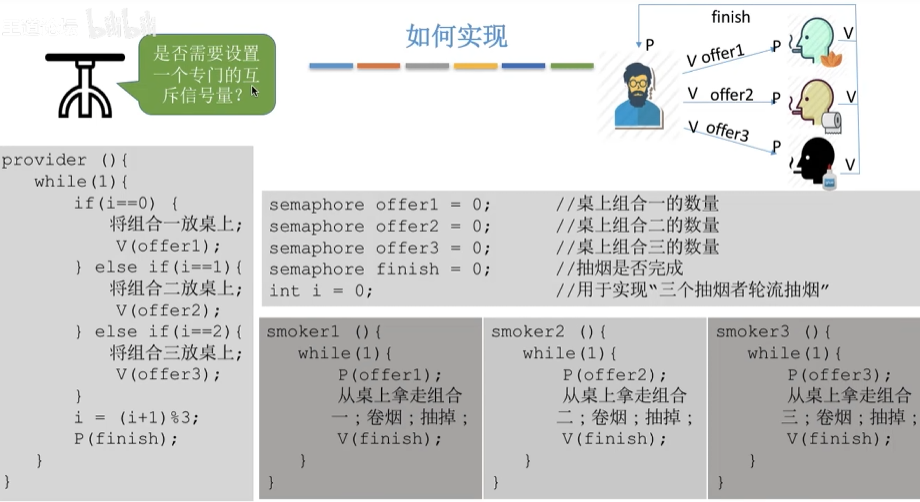 如何实现
是否需要设置
一个专门的互
斥信号量?
finish
P
V offer1
P
V
V offer2
P
V
V offer3
P
V
provider (){
while(1){
if(i==0) {
将组合一放桌上;
V(offer1);
} else if(i==1){
将组合二放桌上;
V(offer2);
} else if(i==2){
将组合三放桌上;
V(offer3);
}
i = (i+1)%3;
P(finish);
}
}
semaphore offer1 = 0; //桌上组合一的数量
semaphore offer2 = 0; //桌上组合二的数量
semaphore offer3 = 0; //桌上组合三的数量
semaphore finish = 0; //抽烟是否完成
int i = 0; //用于实现“三个抽烟者轮流抽烟”
smoker1 (){
while(1){
P(offer1);
从桌上拿走组合
一;卷烟;抽掉;
V(finish);
}
}
smoker2 (){
while(1){
P(offer2);
从桌上拿走组合
二;卷烟;抽掉;
V(finish);
}
}
smoker3 (){
while(1){
P(offer3);
从桌上拿走组合
三;卷烟;抽掉;
V(finish);
}
}